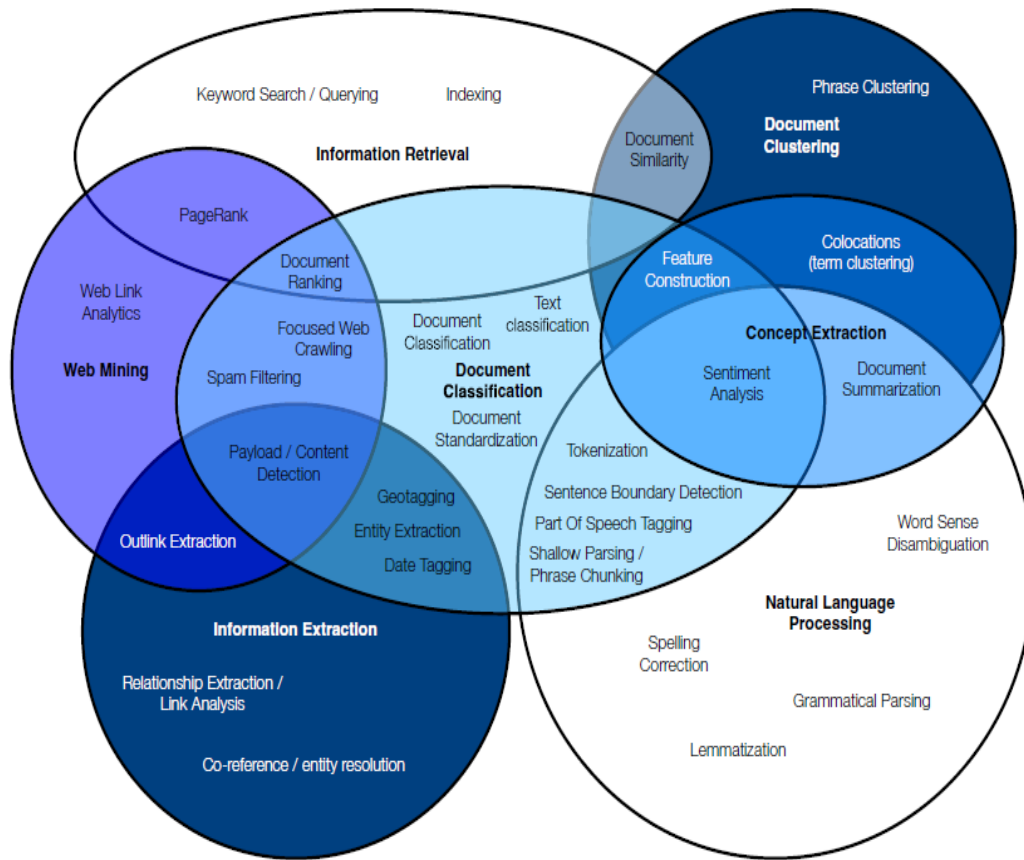 Keyword Search / Querying
Indexing
Information Retrieval
Phrase Clustering
Document
Clustering
Document
Similarity
PageRank
Document
Ranking
Feature
Construction
Colocations
(term clustering)
Web Link
Analytics
Focused Web
Crawling
Document
Classification
Text
classification
Concept Extraction
Web Mining
Spam Filtering
Document
Classification
Sentiment
Analysis
Document
Summarization
Document
Standardization
Payload / Content
Detection
Tokenization
Geotagging
Sentence Boundary Detection
Entity Extraction
Part Of Speech Tagging
Outlink Extraction
Date Tagging
Shallow Parsing /
Phrase Chunking
Word Sense
Disambiguation
Information Extraction
Natural Language
Processing
Spelling
Correction
Relationship Extraction /
Link Analysis
Grammatical Parsing
Lemmatization
Co-reference / entity resolution